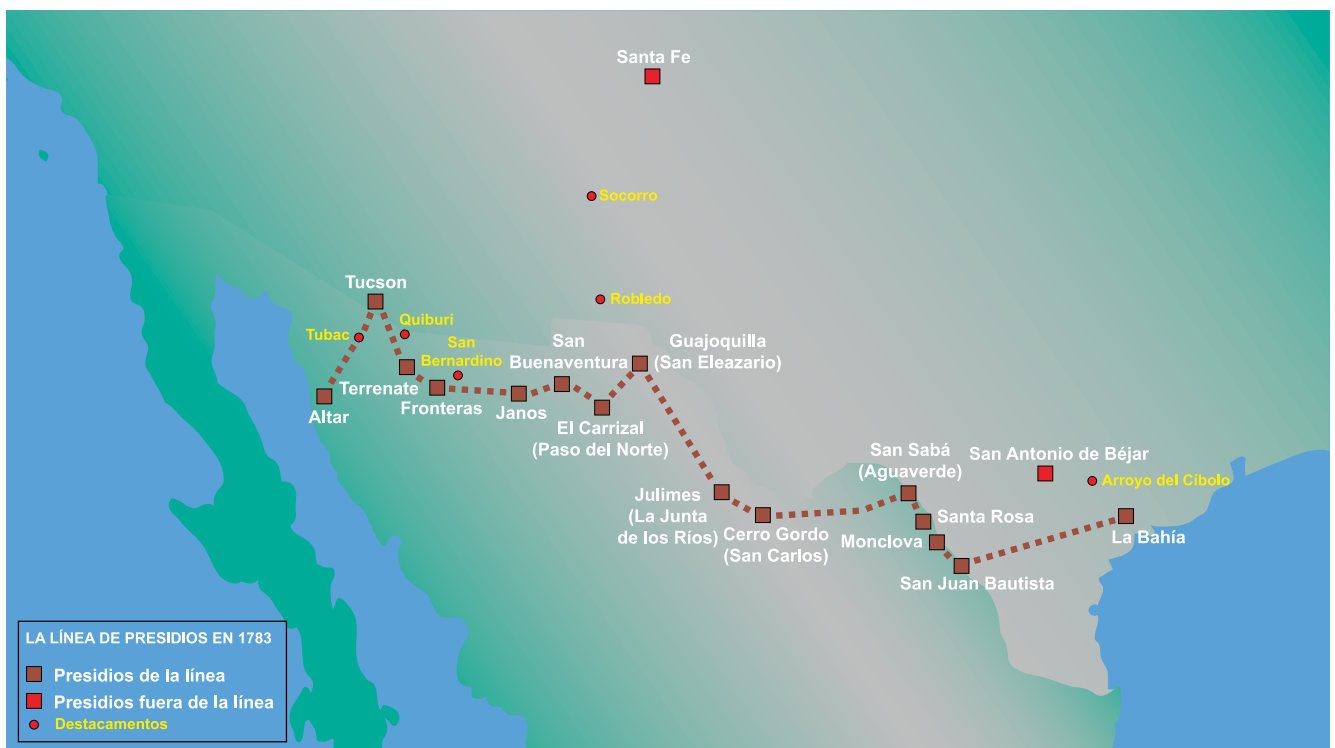 Santa Fe
Socorro
Tucson
Robledo
Quiburi
Tubac
San
Bernardino
San
Buenaventura
Guajoquilla
(San Eleazario)
Terrenate
Altar
Fronteras
Janos
El Carrizal
(Paso del Norte)
San Sabá
(Aguaverde)
San Antonio de Béjar
Arroyo del Cibolo
Julimes
(La Junta
de los Ríos)
Cerro Gordo
(San Carlos)
Santa Rosa
Monclova
La Bahía
San Juan Bautista
LA LÍNEA DE PRESIDIOS EN 1783
Presidios de la línea
Presidios fuera de la línea
Destacamentos